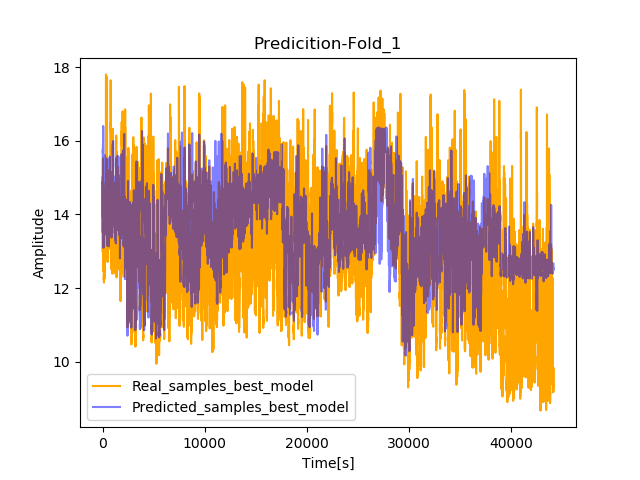 Predicition-Fold_1
18
16
14
12
10
Amplitude
Real_samples_best_model
Predicted_samples_best_model
0
10000
20000
30000
40000
Time[s]